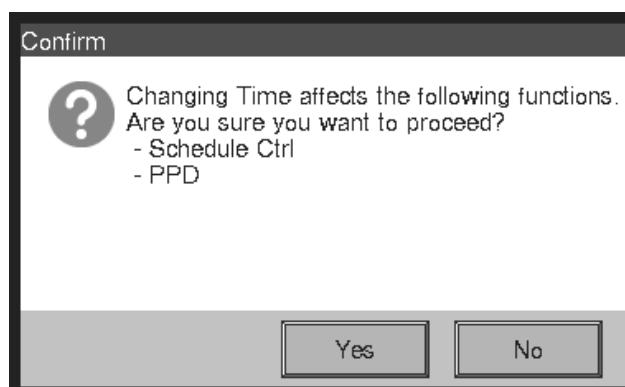 Confirm
Changing Time affects the following functions.
Are you sure you want to proceed?
- Schedule Ctrl
- PPD
Yes
No